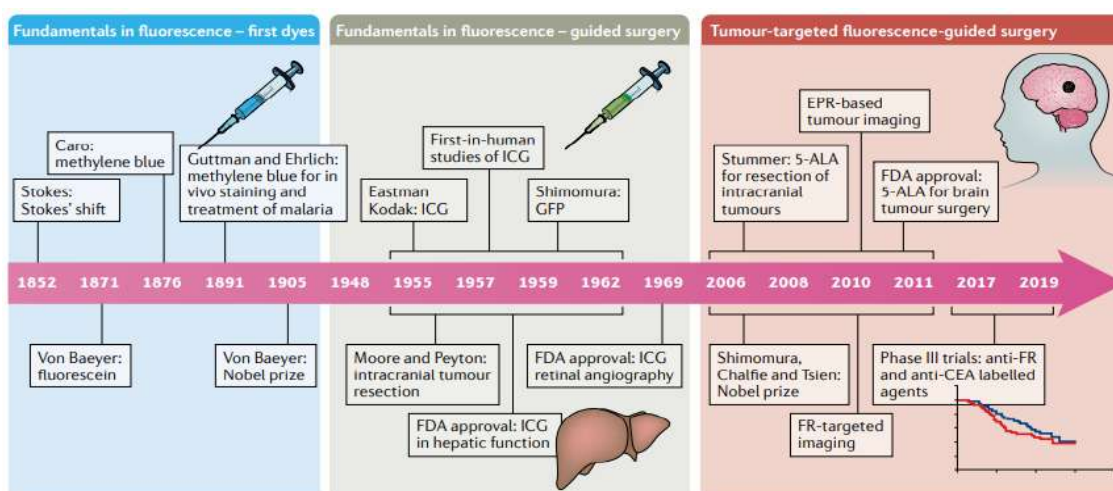 Fundamentals in fluorescence – first dyes
Fundamentals in fluorescence – guided surgery
Tumour-targeted fluorescence-guided surgery
Stokes:
Stokes’ shift
Caro:
methylene blue
Guttman and Ehrlich:
methylene blue for in
vivo staining and
treatment of malaria
Eastman
Kodak: ICG
First-in-human
studies of ICG
Shimomura:
GFP
Stummer: 5-ALA
for resection of
intracranial
tumours
EPR-based
tumour imaging
FDA approval:
5-ALA for brain
tumour surgery
1852 1871 1876 1891 1905 1948 1955 1957 1959 1962 1969 2006 2008 2010 2011 2017 2019
Von Baeyer:
fluorescein
Von Baeyer:
Nobel prize
Moore and Peyton:
intracranial tumour
resection
FDA approval: ICG
in hepatic function
FDA approval: ICG
retinal angiography
Shimomura,
Chalfie and Tsien:
Nobel prize
FR-targeted
imaging
Phase III trials: anti-FR
and anti-CEA labelled
agents